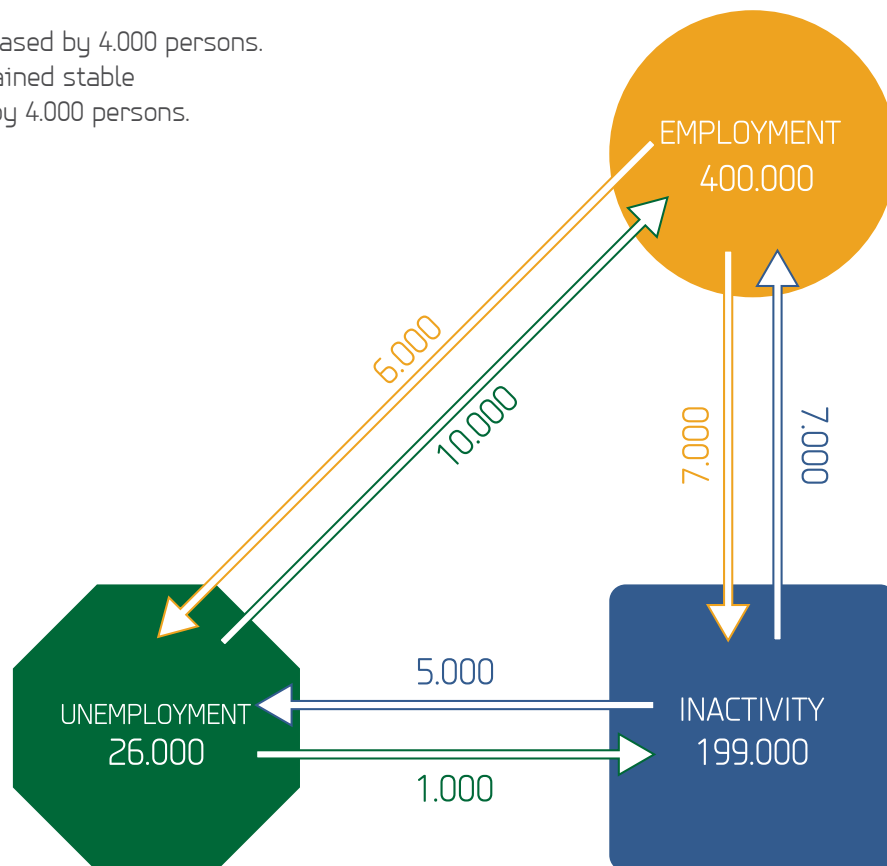 ased by 4.000 persons.
ained stable
by 4.000 persons.
EMPLOYMENT
400.000
6.000
10.000
7.000
7.000
5.000
UNEMPLOYMENT
26.000
INACTIVITY
199.000
1.000